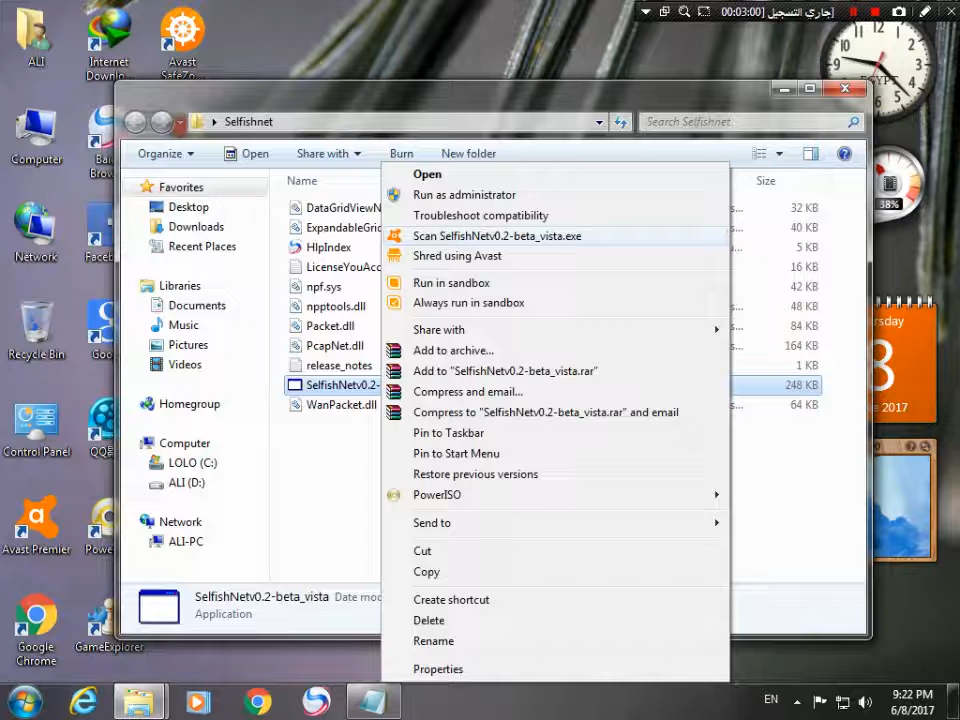 [جاري التسجيل] 00:03:00
ALI
Internet
Downlo...
Avast
SafeZo...
EGYPT
Selfishnet
Search Selfishnet
Organize
Open
Share with
Burn
New folder
Computer
Network
Recycle Bin
Control Panel
Avast Premier
Google
Chrome
GameExplorer
Favorites
Desktop
Downloads
Recent Places
Libraries
Documents
Music
Pictures
Videos
Homegroup
Computer
LOLO (C:)
ALI (D:)
Network
ALI-PC
Name
DataGridViewN
ExpandableGrid
HlpIndex
LicenseYouAcc
npf.sys
npptools.dll
Packet.dll
PcapNet.dll
release_notes
SelfishNetv0.2-
WanPacket.dll
Open
Run as administrator
Troubleshoot compatibility
Scan SelfishNetv0.2-beta_vista.exe
Shred using Avast
Run in sandbox
Always run in sandbox
Share with
Add to archive...
Add to "SelfishNetv0.2-beta_vista.rar"
Compress and email...
Compress to "SelfishNetv0.2-beta_vista.rar" and email
Pin to Taskbar
Pin to Start Menu
Restore previous versions
PowerISO
Send to
Cut
Copy
Create shortcut
Delete
Rename
Properties
Size
32 KB
40 KB
5 KB
16 KB
42 KB
48 KB
84 KB
164 KB
1 KB
248 KB
64 KB
38%
rsday
8
e 2017
SelfishNetv0.2-beta_vista Date mod
Application
EN
9:22 PM
6/8/2017